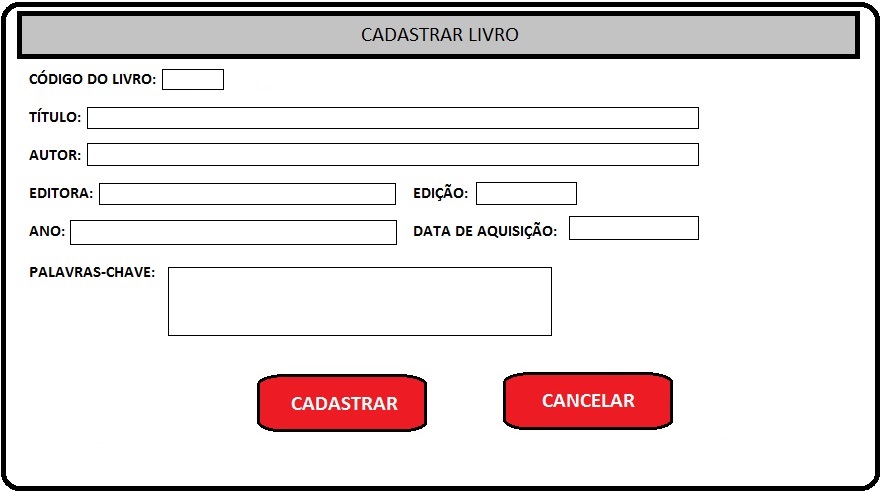 CADASTRAR LIVRO
CÓDIGO DO LIVRO:
TÍTULO:
AUTOR:
EDITORA: EDIÇÃO:
ANO: DATA DE AQUISIÇÃO:
PALAVRAS-CHAVE:
CADASTRAR CANCELAR